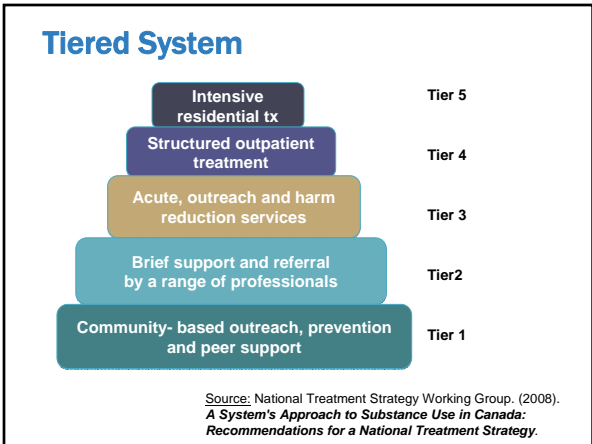 Tiered System
Intensive
residential tx
Tier 5
Structured outpatient
treatment
Tier 4
Acute, outreach and harm
reduction services
Tier 3
Brief support and referral
by a range of professionals
Tier2
Community- based outreach, prevention
and peer support
Tier 1
Source: National Treatment Strategy Working Group. (2008).
A System's Approach to Substance Use in Canada:
Recommendations for a National Treatment Strategy.